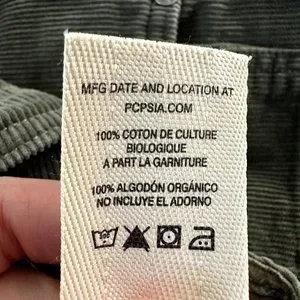 MFG DATE AND LOCATION AT
PCPSIA.COM
100% COTON DE CULTURE
BIOLOGIQUE
A PART LA GARNITURE
100% ALGODÓN ORGÁNICO
NO INCLUYE EL ADORNO